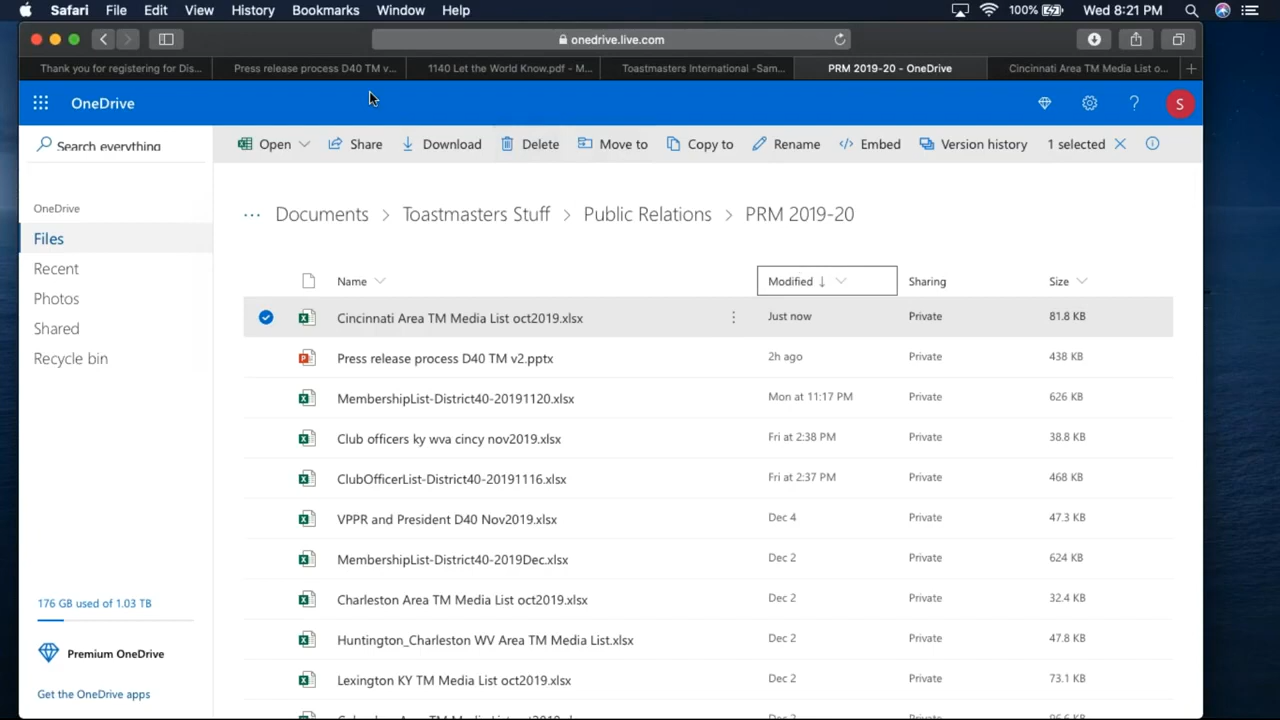 Safari File Edit View History Bookmarks Window Help 100% Wed 8:21 PM
onedrive.live.com
Thank you for registering for Dis... Press release process D40 TM v... 1140 Let the World Know.pdf - M... Toastmasters International -Sam... PRM 2019-20 - OneDrive Cincinnati Area TM Media List o...
OneDrive ? S
Search everything Open Share Download Delete Move to Copy to Rename Embed Version history 1 selected
OneDrive
Documents > Toastmasters Stuff > Public Relations > PRM 2019-20
Files
Recent
Photos
Shared
Recycle bin
Name Modified ↓ Sharing Size
Cincinnati Area TM Media List oct2019.xlsx Just now Private 81.8 KB
Press release process D40 TM v2.pptx 2h ago Private 438 KB
MembershipList-District40-20191120.xlsx Mon at 11:17 PM Private 626 KB
Club officers ky wva cincy nov2019.xlsx Fri at 2:38 PM Private 38.8 KB
ClubOfficerList-District40-20191116.xlsx Fri at 2:37 PM Private 468 KB
VPPR and President D40 Nov2019.xlsx Dec 4 Private 47.3 KB
MembershipList-District40-2019Dec.xlsx Dec 2 Private 624 KB
Charleston Area TM Media List oct2019.xlsx Dec 2 Private 32.4 KB
Huntington_Charleston WV Area TM Media List.xlsx Dec 2 Private 47.8 KB
Lexington KY TM Media List oct2019.xlsx Dec 2 Private 73.1 KB
176 GB used of 1.03 TB
Premium OneDrive
Get the OneDrive apps